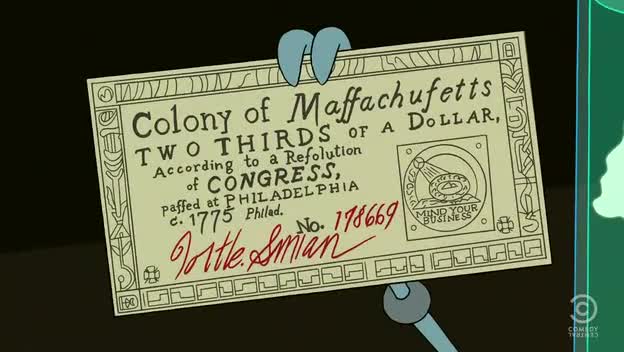 Colony of Maffachufetts
TWO THIRDS OF A DOLLAR,
According to a Refolution
of CONGRESS,
paffed at PHILADELPHIA
c. 1775 Philad.
No. 178669
MIND YOUR
BUSINESS
COMEDY
CENTRAL